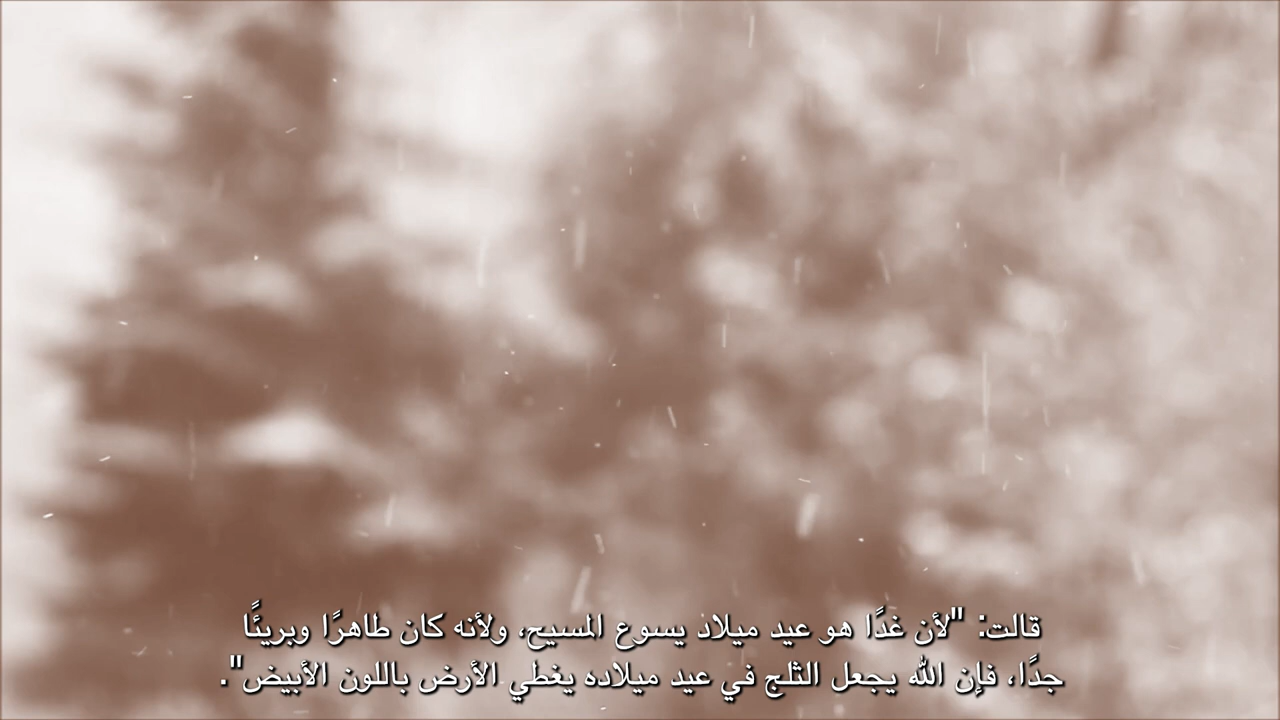 قالت: "لأن غدًا هو عيد ميلاد يسوع المسيح، ولأنه كان طاهرًا وبريئًا
جدًا، فإن الله يجعل الثلج في عيد ميلاده يغطي الأرض باللون الأبيض".